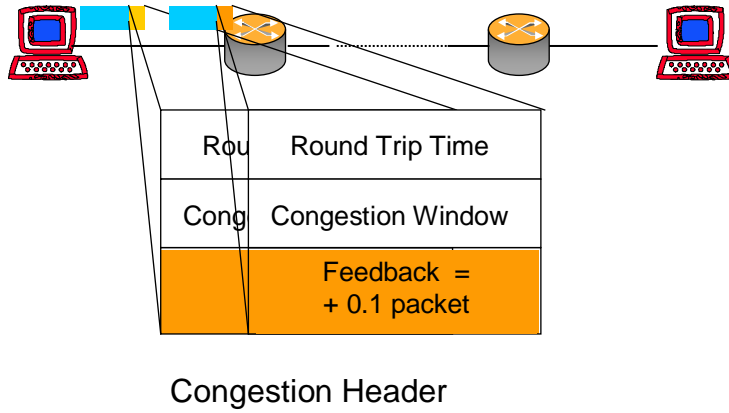 Rou
Round Trip Time
Cong
Congestion Window
Feedback =
+ 0.1 packet
Congestion Header